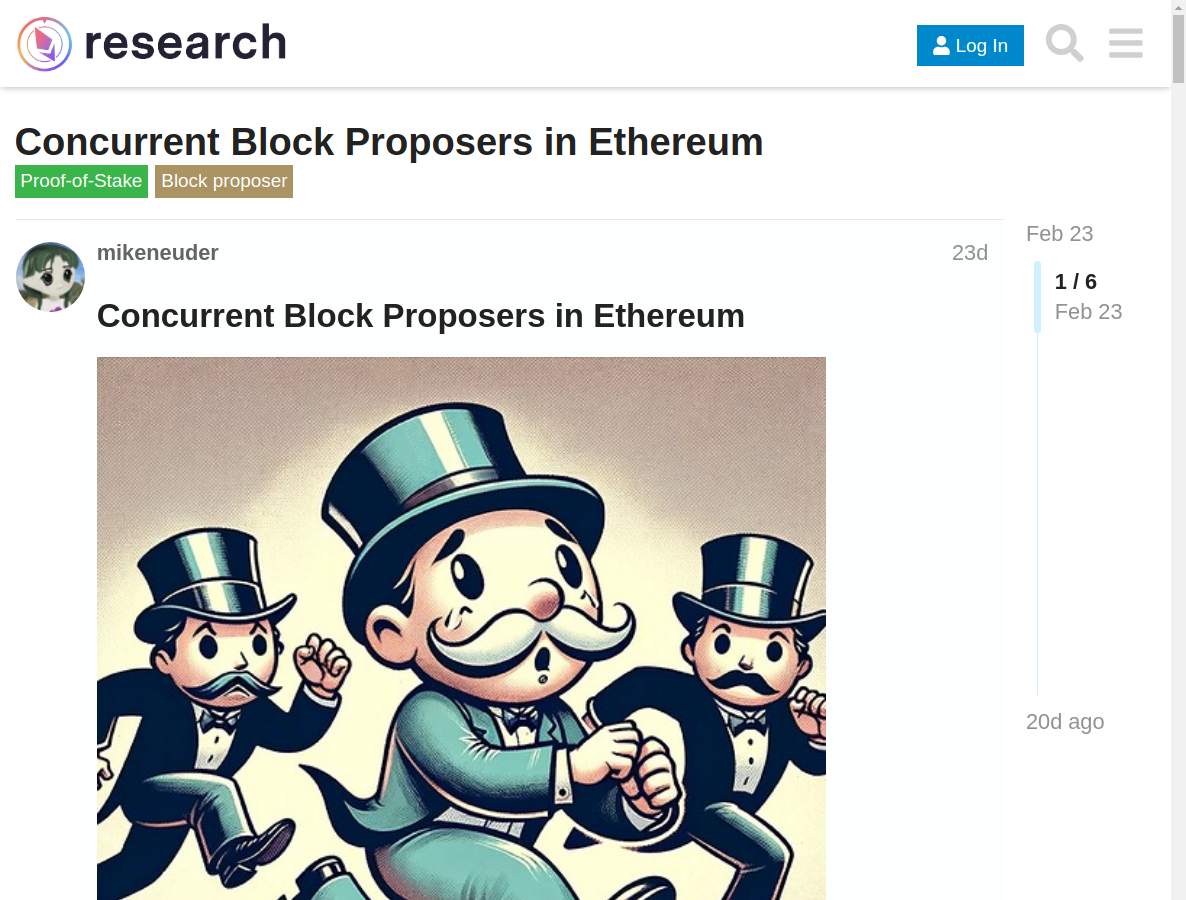 research
Log In
Concurrent Block Proposers in Ethereum
Proof-of-Stake Block proposer
mikeneuder 23d
Feb 23
1 / 6
Feb 23
Concurrent Block Proposers in Ethereum
20d ago